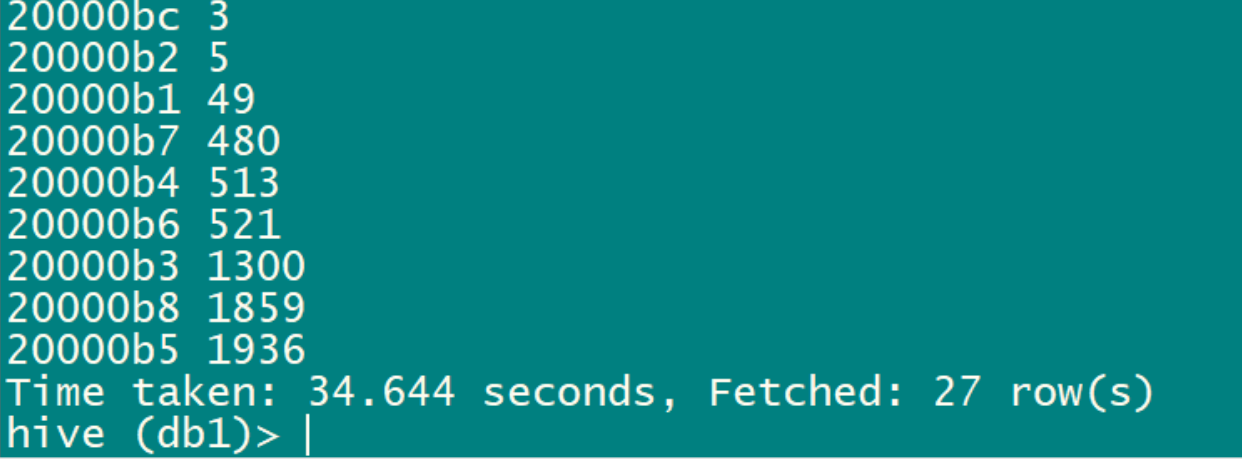 20000bc 3
20000b2 5
20000b1 49
20000b7 480
20000b4 513
20000b6 521
20000b3 1300
20000b8 1859
20000b5 1936
Time taken: 34.644 seconds, Fetched: 27 row(s)
hive (db1)>